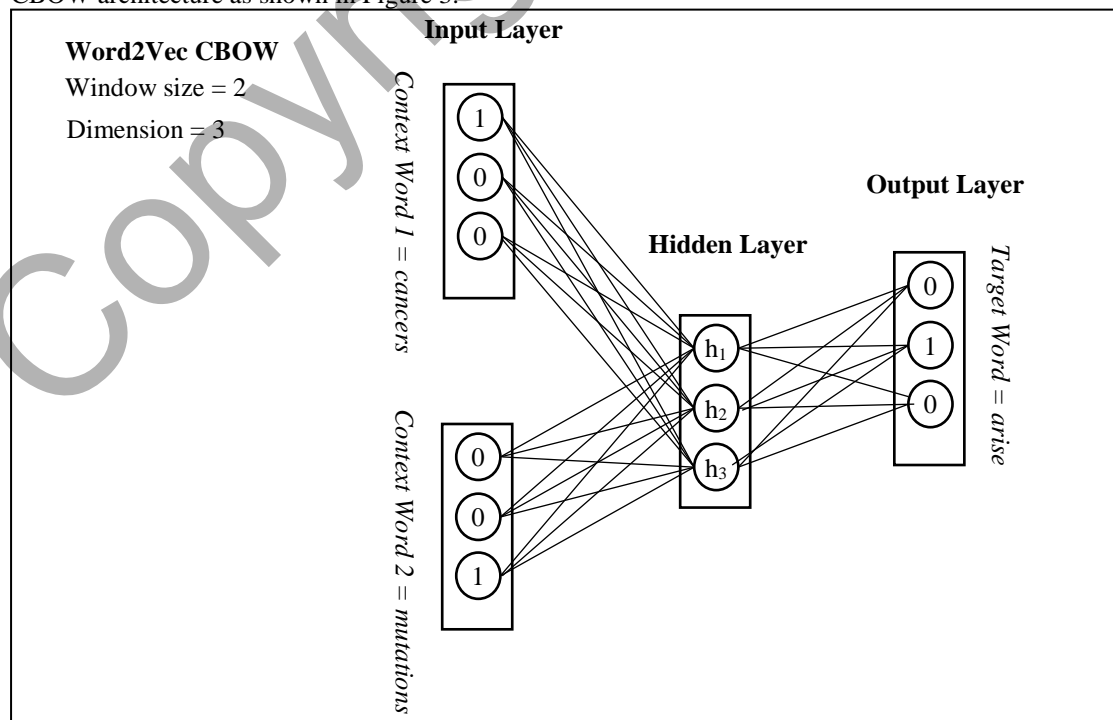 CBOW architecture as shown in Figure 3.
Input Layer
Word2Vec CBOW
Window size = 2
Dimension = 3
Context Word 1 = cancers
1
0
0
Context Word 2 = mutations
0
0
1
Hidden Layer
h1
h2
h3
Output Layer
0
1
0
Target Word = arise